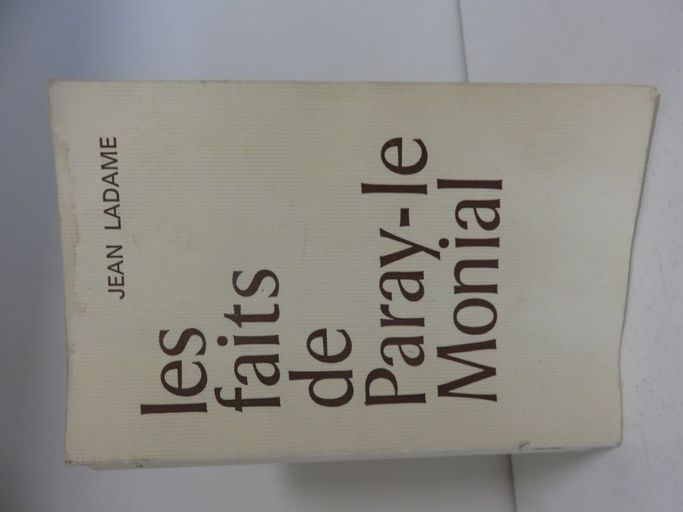 JEAN LADAME
les
faits
de
Paray-le
Monial